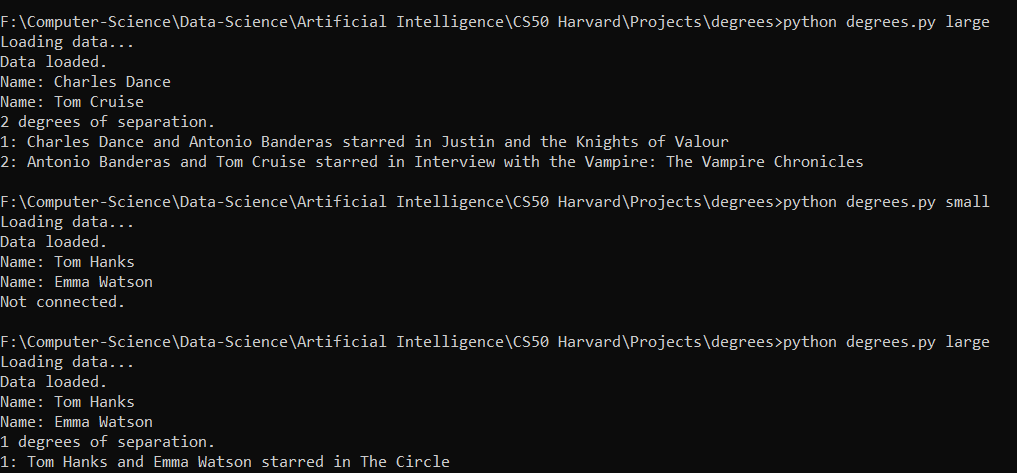 F:\Computer-Science\Data-Science\Artificial Intelligence\CS50 Harvard\Projects\degrees>python degrees.py large
Loading data...
Data loaded.
Name: Charles Dance
Name: Tom Cruise
2 degrees of separation.
1: Charles Dance and Antonio Banderas starred in Justin and the Knights of Valour
2: Antonio Banderas and Tom Cruise starred in Interview with the Vampire: The Vampire Chronicles
F:\Computer-Science\Data-Science\Artificial Intelligence\CS50 Harvard\Projects\degrees>python degrees.py small
Loading data...
Data loaded.
Name: Tom Hanks
Name: Emma Watson
Not connected.
F:\Computer-Science\Data-Science\Artificial Intelligence\CS50 Harvard\Projects\degrees>python degrees.py large
Loading data...
Data loaded.
Name: Tom Hanks
Name: Emma Watson
1 degrees of separation.
1: Tom Hanks and Emma Watson starred in The Circle